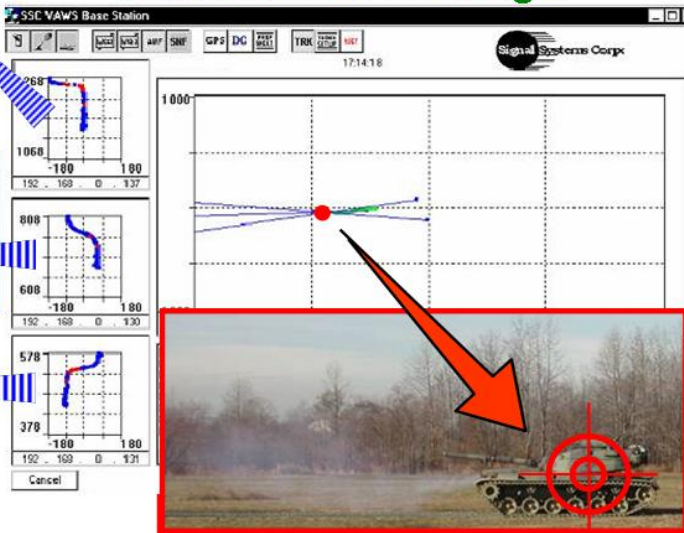 SSC VAWS Base Station
GPS DC TRK
Signal Systems Corp
17:14:18
268
1068
-180 180
192 . 168 . 0 . 137
808
608
-180 180
192 . 168 . 0 . 130
578
378
-180 180
192 . 168 . 0 . 131
Cancel
1000